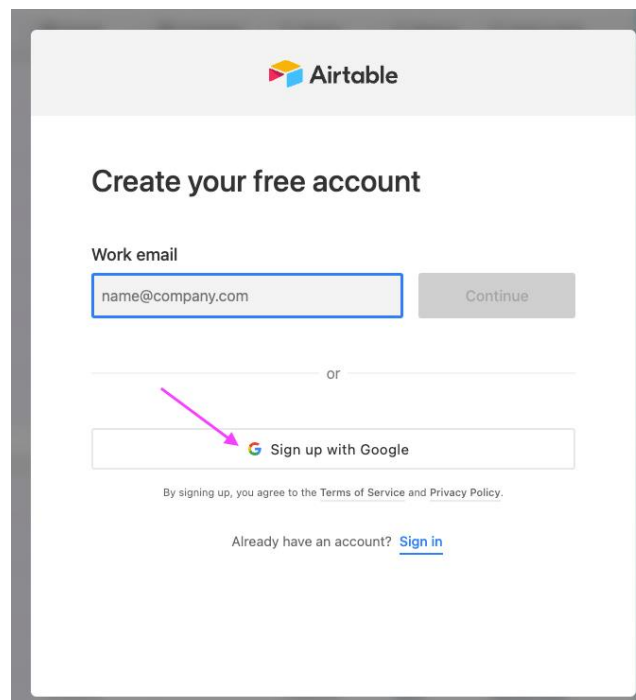 Airtable
Create your free account
Work email
name@company.com
Continue
or
Sign up with Google
By signing up, you agree to the Terms of Service and Privacy Policy.
Already have an account? Sign in